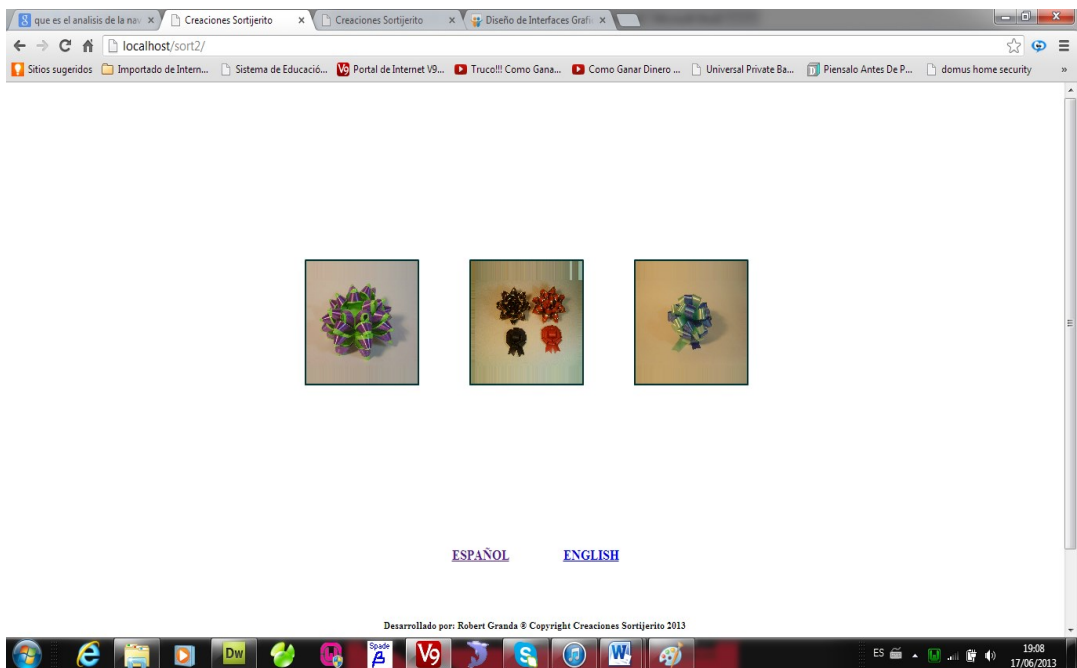 que es el analisis de la nav
Creaciones Sortijerito
Creaciones Sortijerito
Diseño de Interfaces Grafi
localhost/sort2/
Sitios sugeridos
Importado de Intern...
Sistema de Educació...
Portal de Internet V9...
Truco!!! Como Gana...
Como Ganar Dinero ...
Universal Private Ba...
Piensalo Antes De P...
domus home security
»
ESPAÑOL ENGLISH
Desarrollado por: Robert Granda ® Copyright Creaciones Sortijerito 2013
Dw
Spade
β
V9
S
W
ES
19:08
17/06/2013